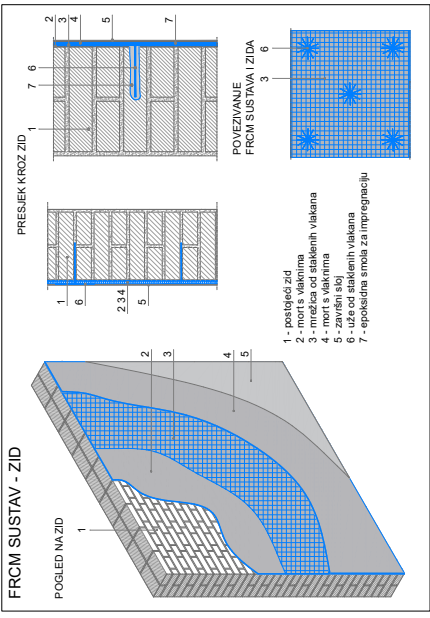 FRCM SUSTAV - ZID
POGLED NA ZID
1
2
3
4
5
PRESJEK KROZ ZID
1
6
2 3 4
5
2
3
4
5
7
6
7
1
POVEZIVANJE
FRCM SUSTAVA I ZIDA
6
3
1 - postojeći zid
2 - mort s vlaknima
3 - mrežica od staklenih vlakana
4 - mort s vlaknima
5 - završni sloj
6 - uže od staklenih vlakana
7 - epoksidna smola za impregnaciju